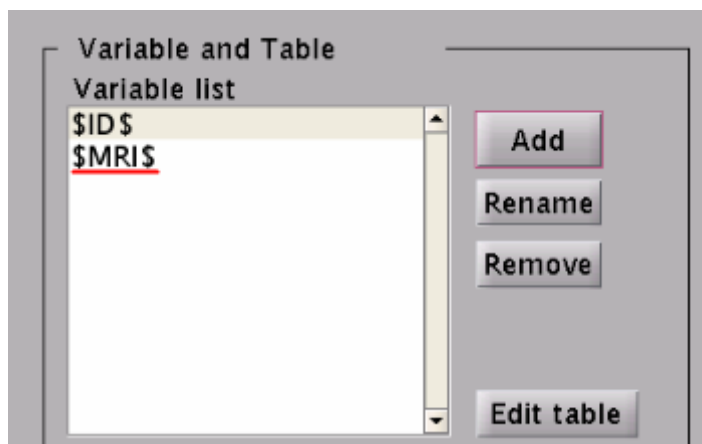 Variable and Table
Variable list
$ID$
$MRI$
Add
Rename
Remove
Edit table